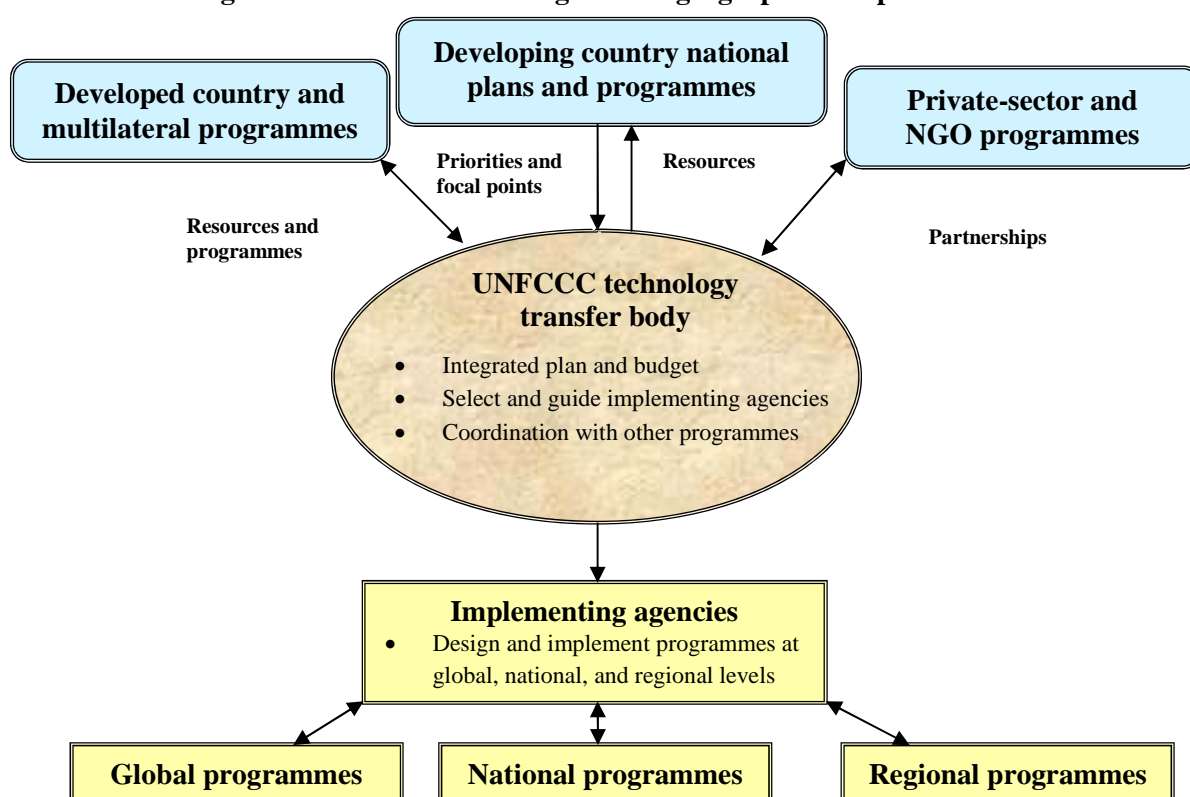 Developing country national
plans and programmes
Developed country and
multilateral programmes
Private-sector and
NGO programmes
Priorities and
focal points
Resources
Resources and
programmes
Partnerships
UNFCCC technology
transfer body
• Integrated plan and budget
• Select and guide implementing agencies
• Coordination with other programmes
Implementing agencies
• Design and implement programmes at
global, national, and regional levels
Global programmes
National programmes
Regional programmes